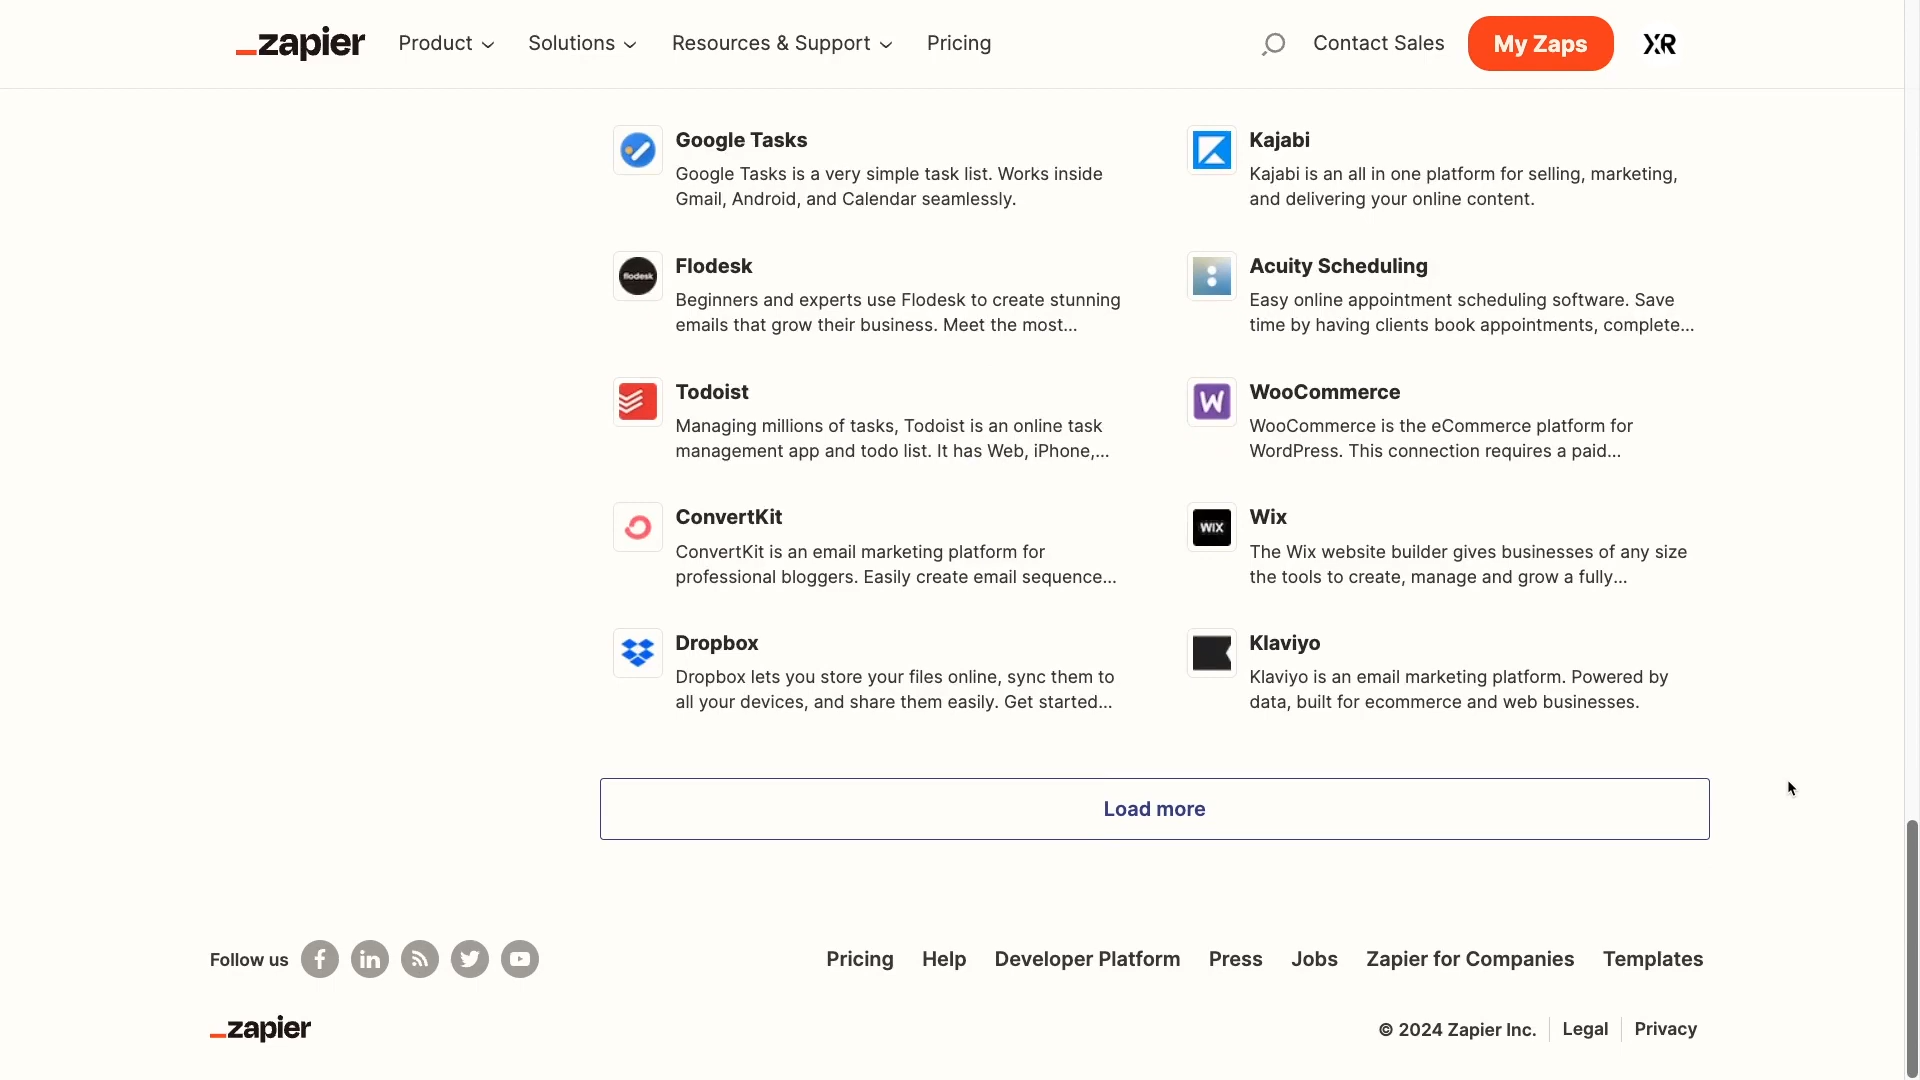 zapier Product Solutions Resources & Support Pricing Contact Sales My Zaps XR
Google Tasks
Google Tasks is a very simple task list. Works inside
Gmail, Android, and Calendar seamlessly.
Kajabi
Kajabi is an all in one platform for selling, marketing,
and delivering your online content.
flodesk
Flodesk
Beginners and experts use Flodesk to create stunning
emails that grow their business. Meet the most...
Acuity Scheduling
Easy online appointment scheduling software. Save
time by having clients book appointments, complete...
Todoist
Managing millions of tasks, Todoist is an online task
management app and todo list. It has Web, iPhone,...
W
WooCommerce
WooCommerce is the eCommerce platform for
WordPress. This connection requires a paid...
ConvertKit
ConvertKit is an email marketing platform for
professional bloggers. Easily create email sequence...
WIX
Wix
The Wix website builder gives businesses of any size
the tools to create, manage and grow a fully...
Dropbox
Dropbox lets you store your files online, sync them to
all your devices, and share them easily. Get started...
Klaviyo
Klaviyo is an email marketing platform. Powered by
data, built for ecommerce and web businesses.
Load more
Follow us Pricing Help Developer Platform Press Jobs Zapier for Companies Templates
zapier © 2024 Zapier Inc. Legal Privacy